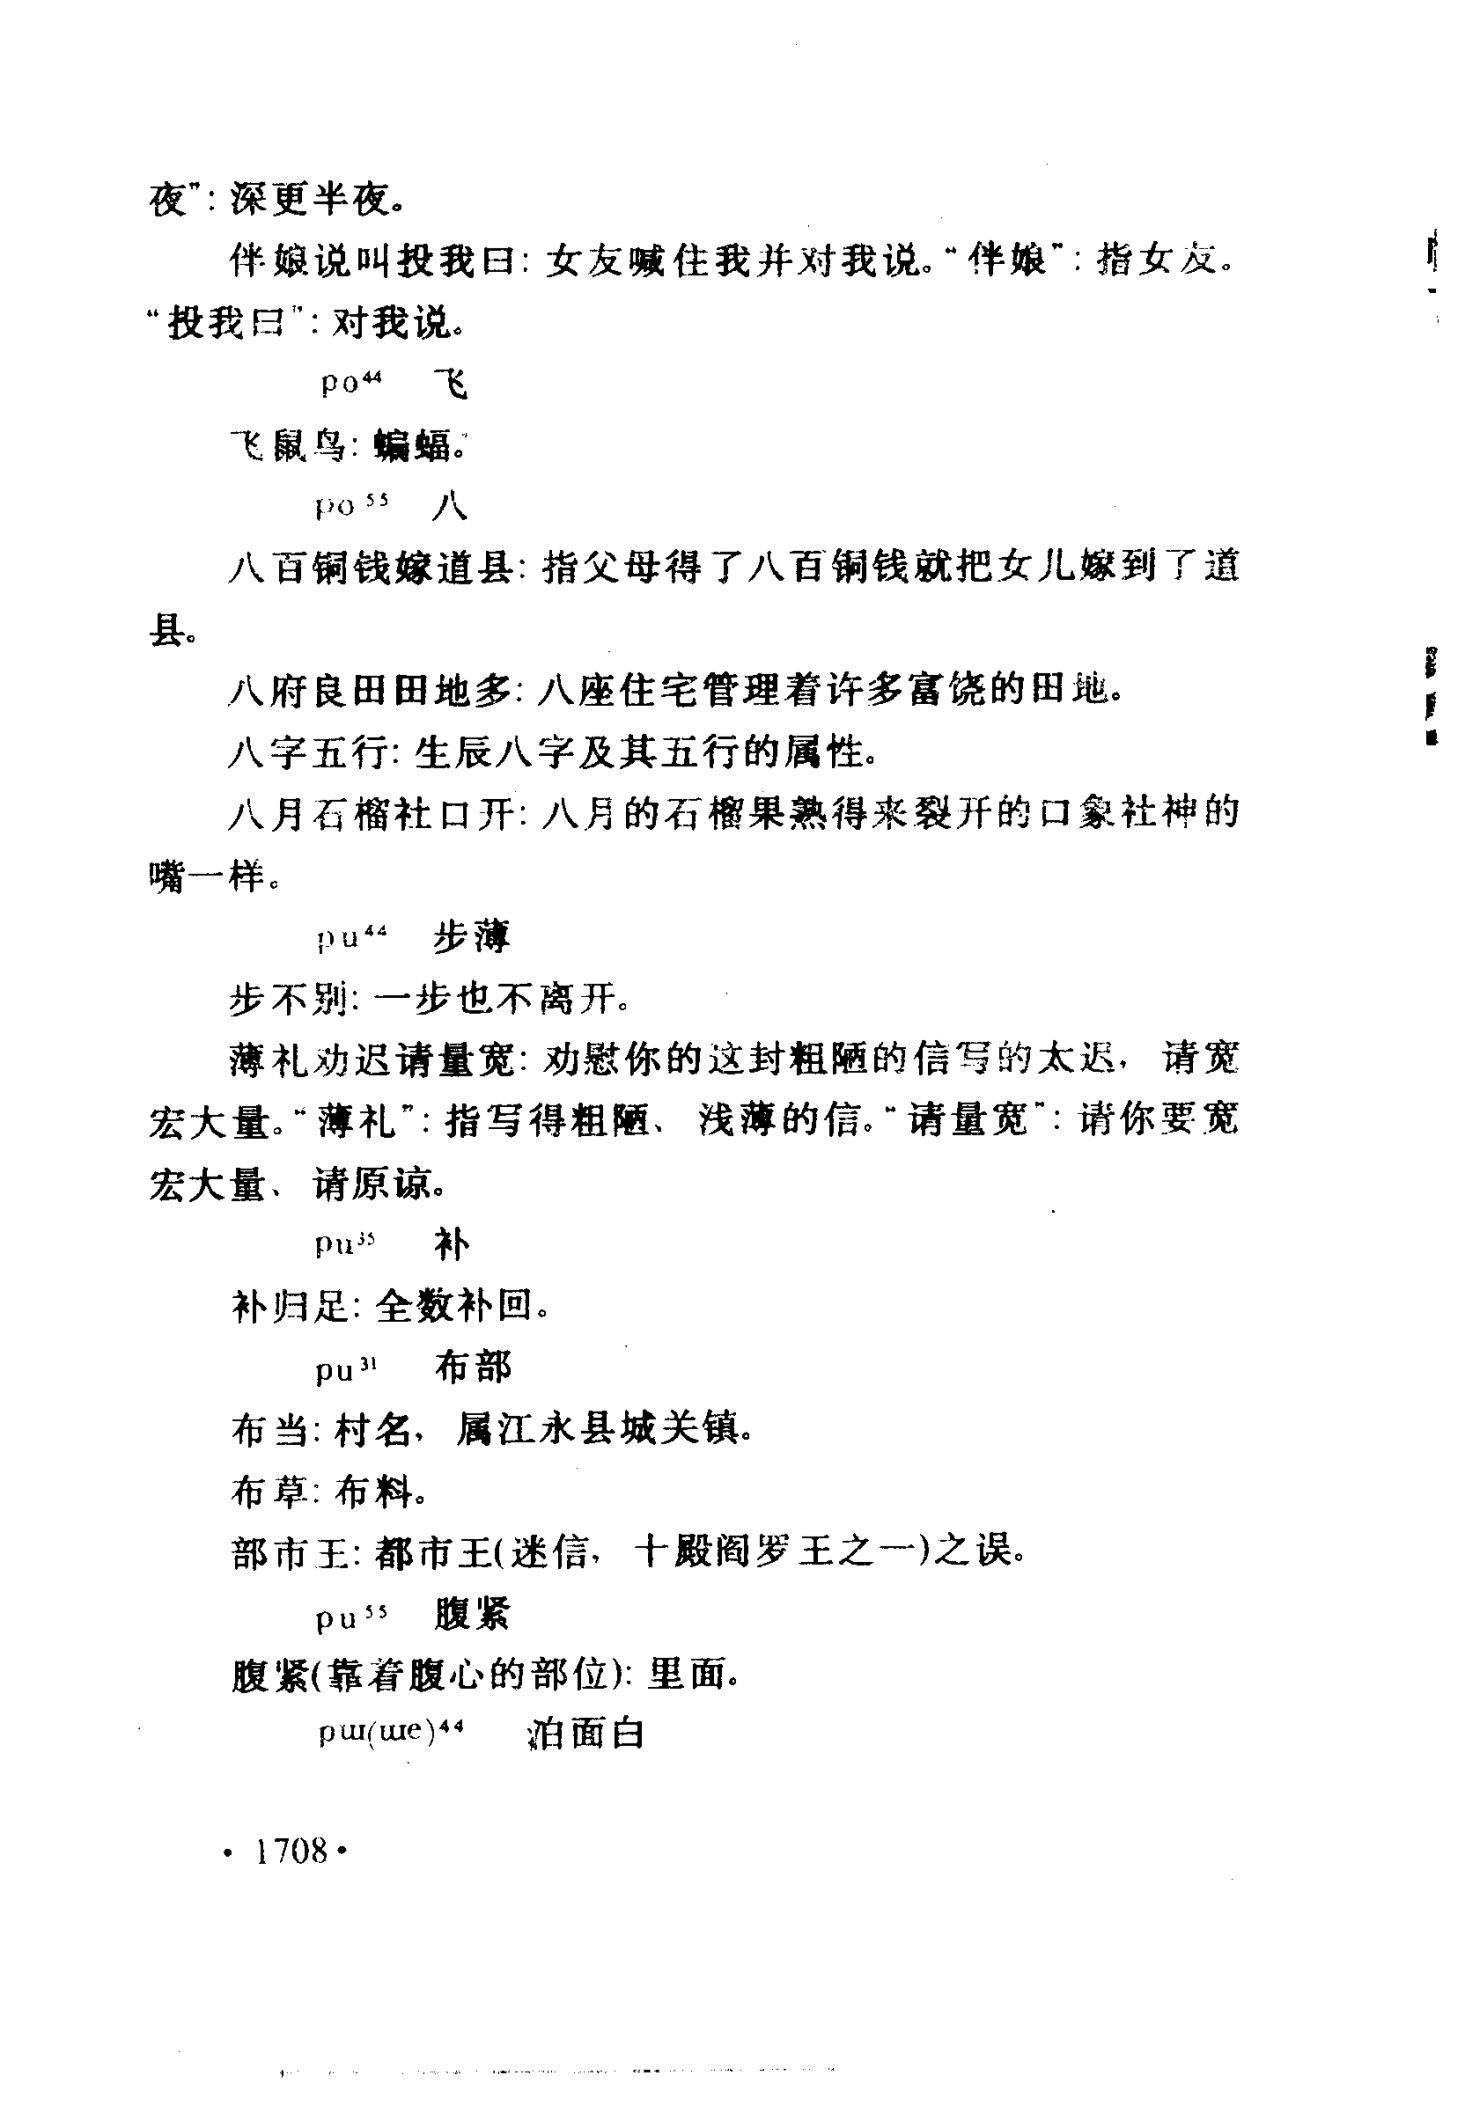 夜”：深更半夜。
伴娘说叫投我曰：女友喊住我并对我说。“伴娘”：指女友。
“投我曰”：对我说。
po⁴⁴ 飞
飞鼠鸟：蝙蝠。
po⁵⁵ 八
八百铜钱嫁道县：指父母得了八百铜钱就把女儿嫁到了道
县。
八府良田田地多：八座住宅管理着许多富饶的田地。
八字五行：生辰八字及其五行的属性。
八月石榴社口开：八月的石榴果熟得来裂开的口象社神的
嘴一样。
pu⁴⁴ 步薄
步不别：一步也不离开。
薄礼劝迟请量宽：劝慰你的这封粗陋的信写的太迟，请宽
宏大量。“薄礼”：指写得粗陋、浅薄的信。“请量宽”：请你要宽
宏大量、请原谅。
pu³⁵ 补
补归足：全数补回。
pu³¹ 布部
布当：村名，属江永县城关镇。
布草：布料。
部市王：都市王(迷信，十殿阎罗王之一)之误。
pu⁵⁵ 腹紧
腹紧(靠着腹心的部位)：里面。
pɯ(ɯe)⁴⁴ 泊面白
·1708·